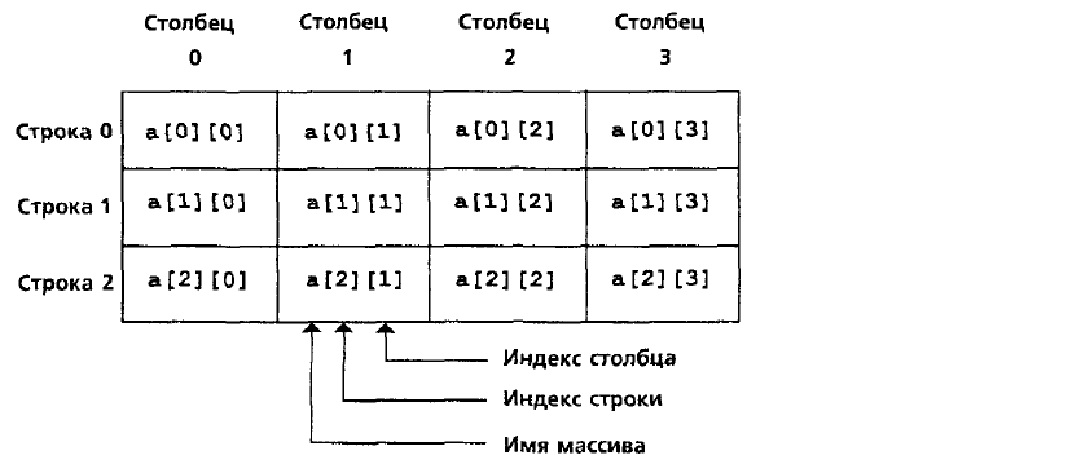 Столбец Столбец Столбец Столбец
0 1 2 3
Строка 0 a[0][0] a[0][1] a[0][2] a[0][3]
Строка 1 a[1][0] a[1][1] a[1][2] a[1][3]
Строка 2 a[2][0] a[2][1] a[2][2] a[2][3]
Индекс столбца
Индекс строки
Имя массива